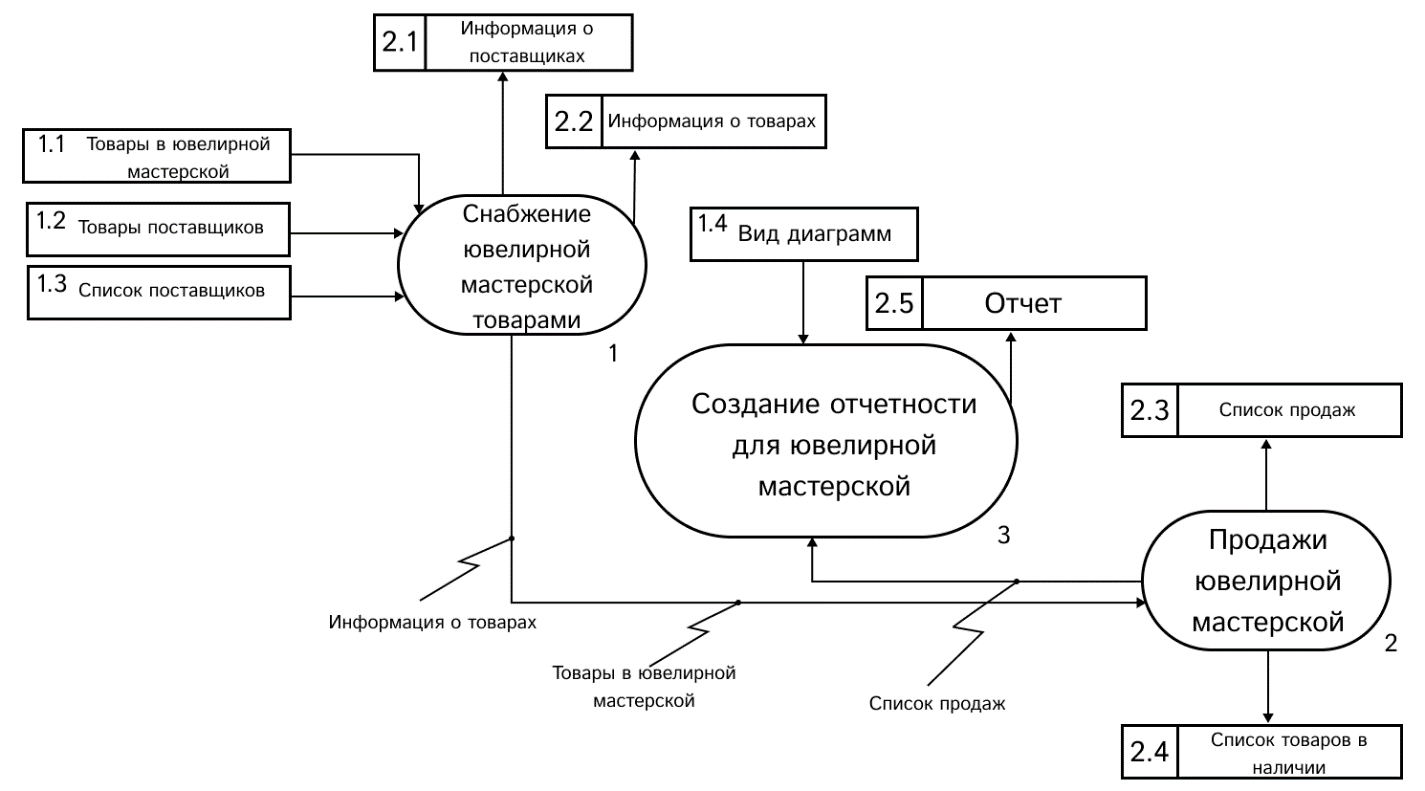 2.1
Информация о
поставщиках
2.2
Информация о товарах
1.1
Товары в ювелирной
мастерской
1.2
Товары поставщиков
1.3
Список поставщиков
Снабжение
ювелирной
мастерской
товарами
1
1.4
Вид диаграмм
2.5
Отчет
Создание отчетности
для ювелирной
мастерской
3
2.3
Список продаж
Продажи
ювелирной
мастерской
2
Информация о товарах
Товары в ювелирной
мастерской
Список продаж
2.4
Список товаров в
наличии